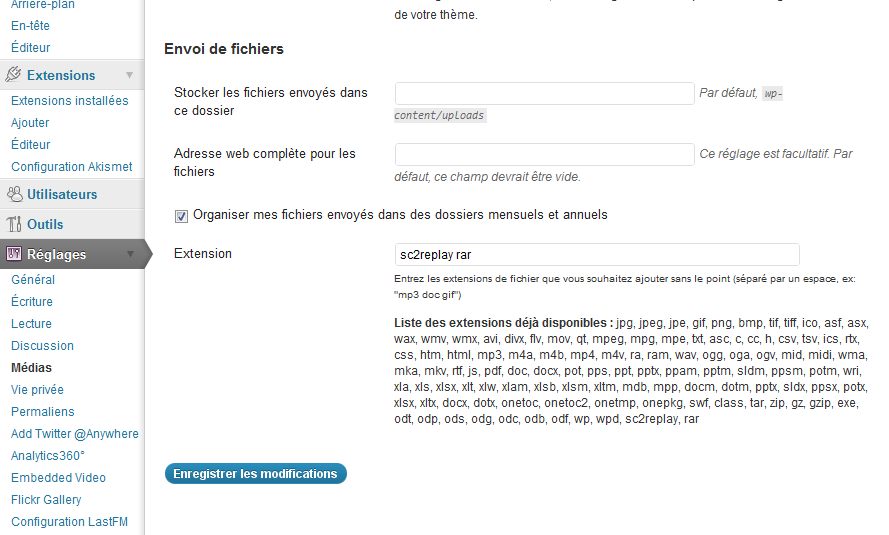 Arrière-plan
En-tête
Éditeur
Extensions
Extensions installées
Ajouter
Éditeur
Configuration Akismet
Utilisateurs
Outils
Réglages
Général
Écriture
Lecture
Discussion
Médias
Vie privée
Permaliens
Add Twitter @Anywhere
Analytics360°
Embedded Video
Flickr Gallery
Configuration LastFM
de votre thème.
Envoi de fichiers
Stocker les fichiers envoyés dans
ce dossier
Par défaut, wp-
content/uploads
Adresse web complète pour les
fichiers
Ce réglage est facultatif. Par
défaut, ce champ devrait être vide.
Organiser mes fichiers envoyés dans des dossiers mensuels et annuels
Extension
sc2replay rar
Entrez les extensions de fichier que vous souhaitez ajouter sans le point (séparé par un espace, ex:
"mp3 doc gif")
Liste des extensions déjà disponibles : jpg, jpeg, jpe, gif, png, bmp, tif, tiff, ico, asf, asx,
wax, wmv, wmx, avi, divx, flv, mov, qt, mpeg, mpg, mpe, txt, asc, c, cc, h, csv, tsv, ics, rtx,
css, htm, html, mp3, m4a, m4b, mp4, m4v, ra, ram, wav, ogg, oga, ogv, mid, midi, wma,
mka, mkv, rtf, js, pdf, doc, docx, pot, pps, ppt, pptx, ppam, pptm, sldm, ppsm, potm, wri,
xla, xls, xlsx, xlt, xlw, xlam, xlsb, xlsm, xltm, mdb, mpp, docm, dotm, pptx, sldx, ppsx, potx,
xlsx, xltx, docx, dotx, onetoc, onetoc2, onetmp, onepkg, swf, class, tar, zip, gz, gzip, exe,
odt, odp, ods, odg, odc, odb, odf, wp, wpd, sc2replay, rar
Enregistrer les modifications